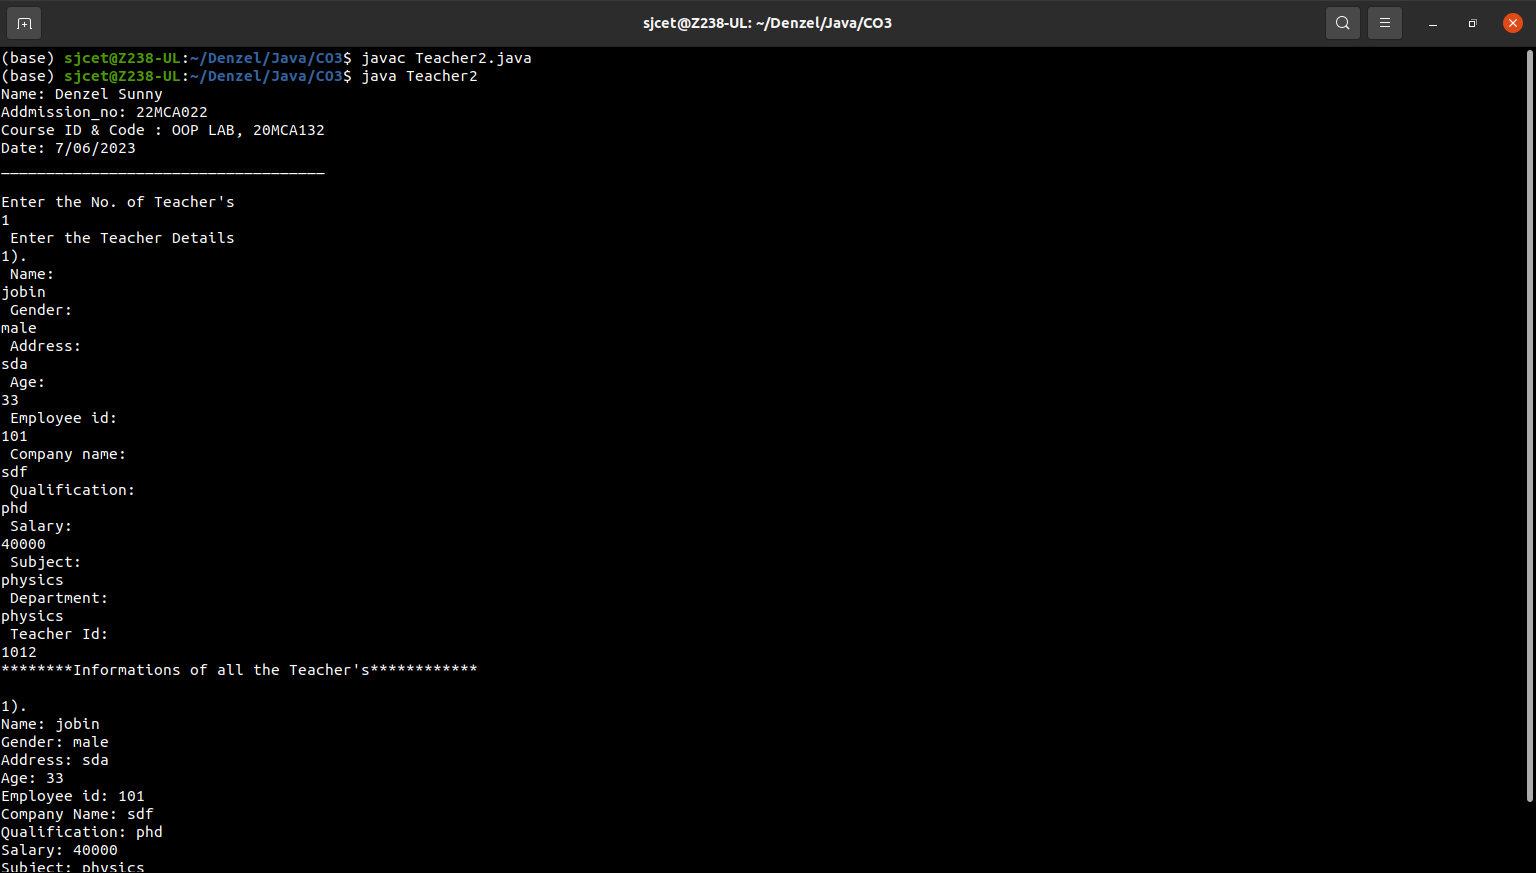 sjcet@Z238-UL: ~/Denzel/Java/CO3
(base) sjcet@Z238-UL:~/Denzel/Java/CO3$ javac Teacher2.java
(base) sjcet@Z238-UL:~/Denzel/Java/CO3$ java Teacher2
Name: Denzel Sunny
Addmission_no: 22MCA022
Course ID & Code : OOP LAB, 20MCA132
Date: 7/06/2023
____________________________________
Enter the No. of Teacher's
1
Enter the Teacher Details
1).
Name:
jobin
Gender:
male
Address:
sda
Age:
33
Employee id:
101
Company name:
sdf
Qualification:
phd
Salary:
40000
Subject:
physics
Department:
physics
Teacher Id:
1012
********Informations of all the Teacher's************
1).
Name: jobin
Gender: male
Address: sda
Age: 33
Employee id: 101
Company Name: sdf
Qualification: phd
Salary: 40000
Subject: physics